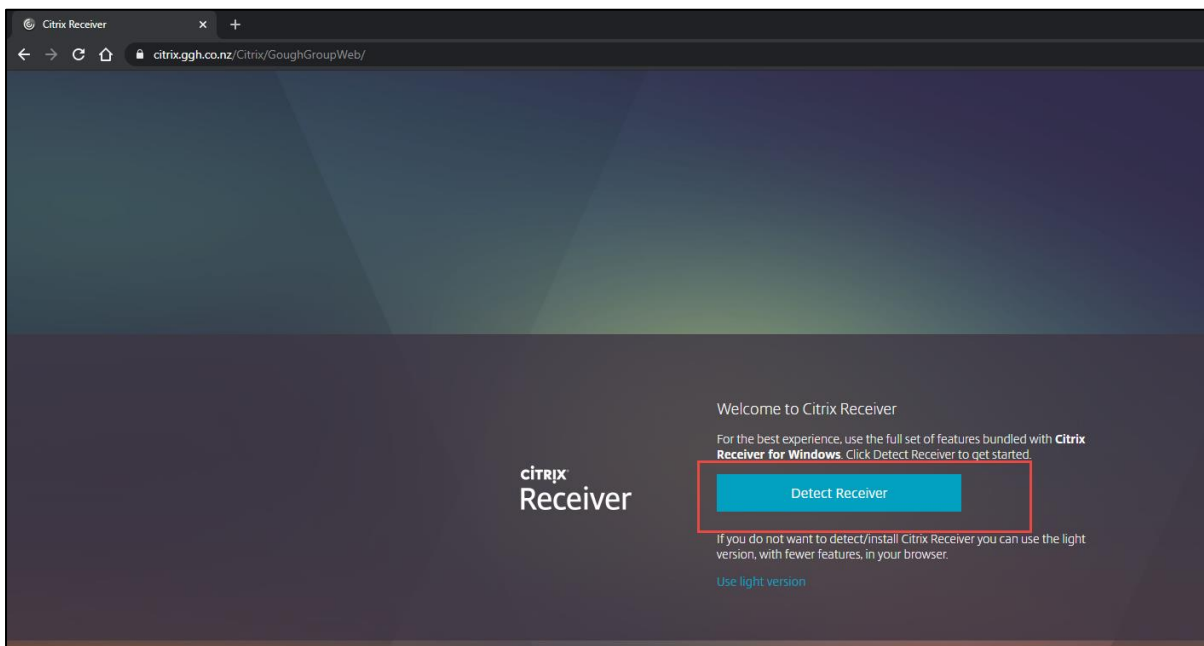 Citrix Receiver
citrix.ggh.co.nz/Citrix/GoughGroupWeb/
Welcome to Citrix Receiver
For the best experience, use the full set of features bundled with Citrix
Receiver for Windows. Click Detect Receiver to get started.
CITRIX
Receiver
Detect Receiver
If you do not want to detect/install Citrix Receiver you can use the light
version, with fewer features, in your browser.
Use light version